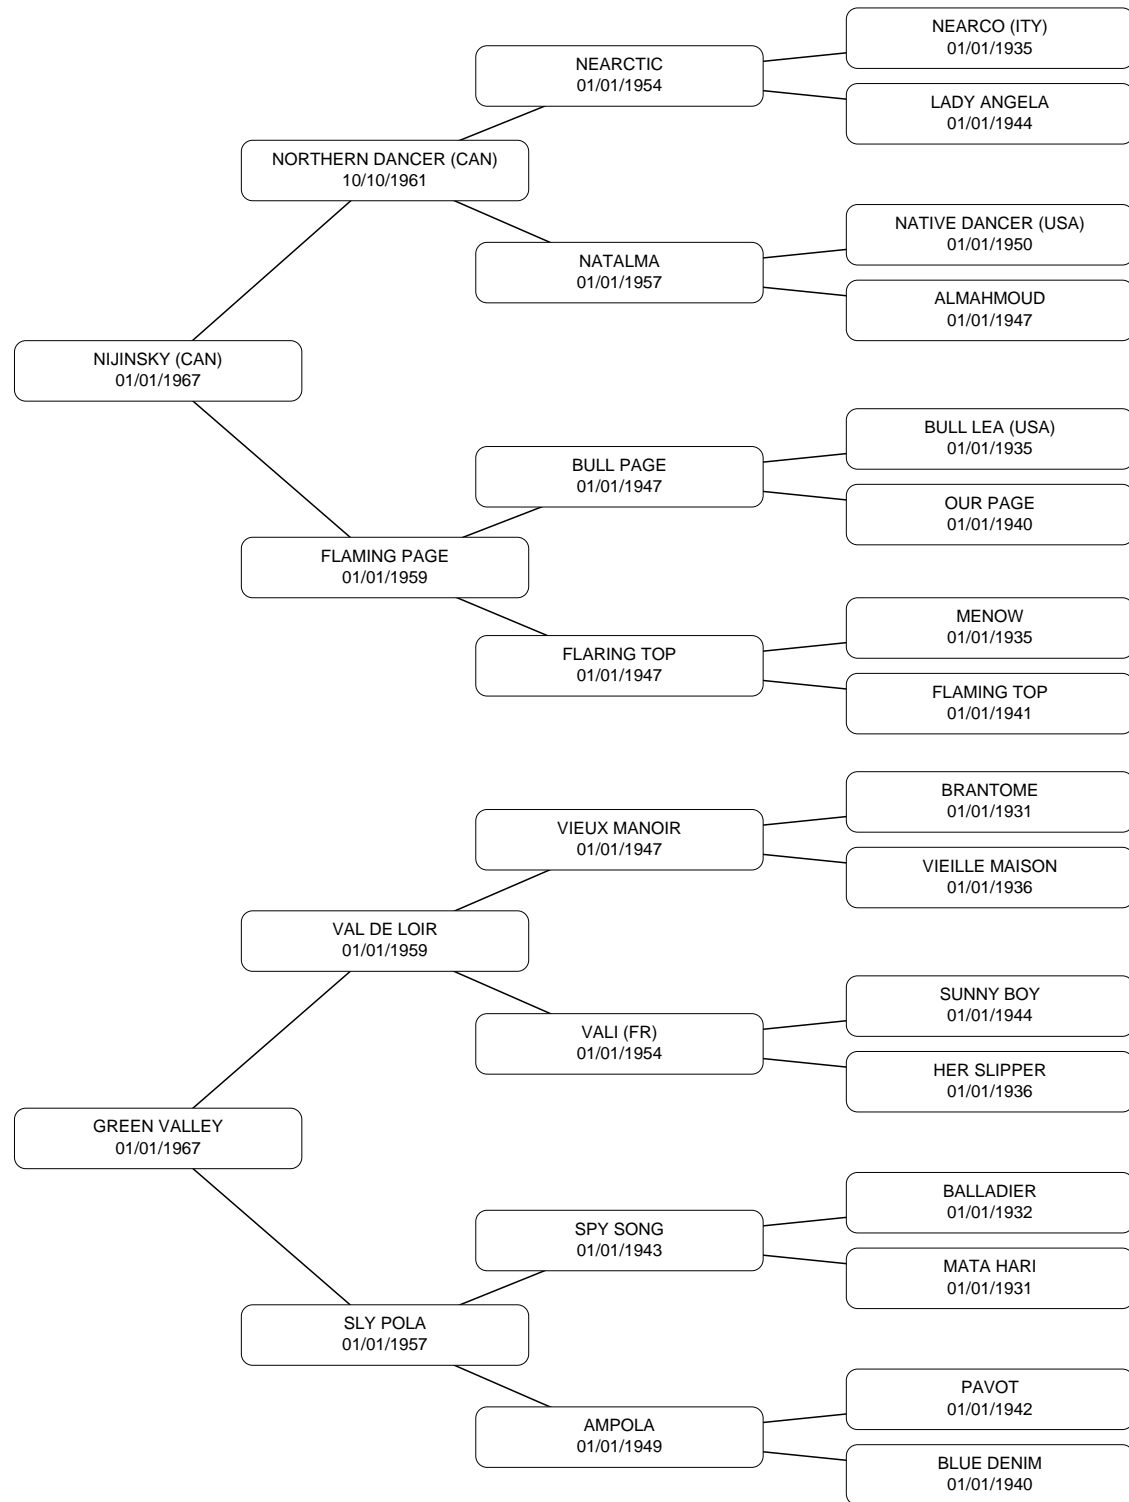 NEARCO (ITY)
01/01/1935
NEARCTIC
01/01/1954
LADY ANGELA
01/01/1944
NORTHERN DANCER (CAN)
10/10/1961
NATIVE DANCER (USA)
01/01/1950
NATALMA
01/01/1957
ALMAHMOUD
01/01/1947
NIJINSKY (CAN)
01/01/1967
BULL LEA (USA)
01/01/1935
BULL PAGE
01/01/1947
OUR PAGE
01/01/1940
FLAMING PAGE
01/01/1959
MENOW
01/01/1935
FLARING TOP
01/01/1947
FLAMING TOP
01/01/1941
BRANTOME
01/01/1931
VIEUX MANOIR
01/01/1947
VIEILLE MAISON
01/01/1936
VAL DE LOIR
01/01/1959
SUNNY BOY
01/01/1944
VALI (FR)
01/01/1954
HER SLIPPER
01/01/1936
GREEN VALLEY
01/01/1967
BALLADIER
01/01/1932
SPY SONG
01/01/1943
MATA HARI
01/01/1931
SLY POLA
01/01/1957
PAVOT
01/01/1942
AMPOLA
01/01/1949
BLUE DENIM
01/01/1940